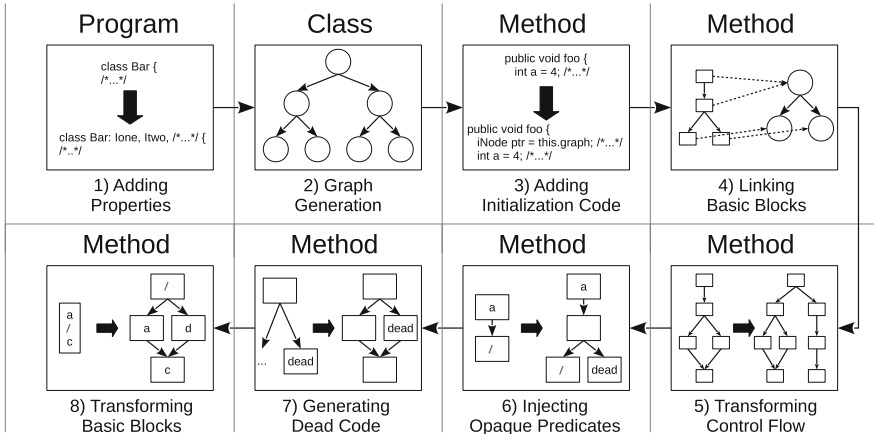 Program
class Bar {
/*...*/
class Bar: Ione, Itwo, /*...*/ {
/*..*/
1) Adding
Properties
Class
2) Graph
Generation
Method
public void foo {
int a = 4; /*...*/
public void foo {
iNode ptr = this.graph; /*...*/
int a = 4; /*...*/
3) Adding
Initialization Code
Method
4) Linking
Basic Blocks
Method
a
/
c
/
a
d
c
8) Transforming
Basic Blocks
Method
...
dead
dead
7) Generating
Dead Code
Method
a
/
a
/
dead
6) Injecting
Opaque Predicates
Method
5) Transforming
Control Flow